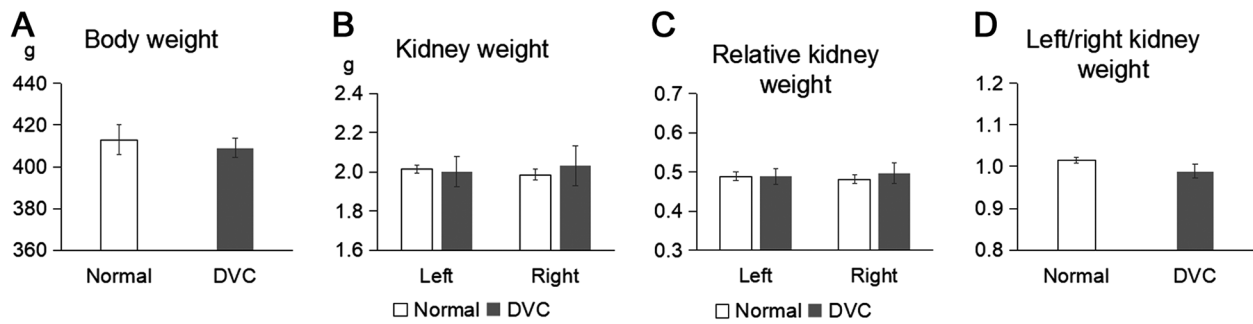 A
Body weight
g
440
420
400
380
360
Normal DVC
B
Kidney weight
g
2.4
2.2
2.0
1.8
1.6
Left Right
Normal DVC
C
Relative kidney
weight
0.7
0.6
0.5
0.4
0.3
Left Right
Normal DVC
D
Left/right kidney
weight
1.2
1.1
1.0
0.9
0.8
Normal DVC